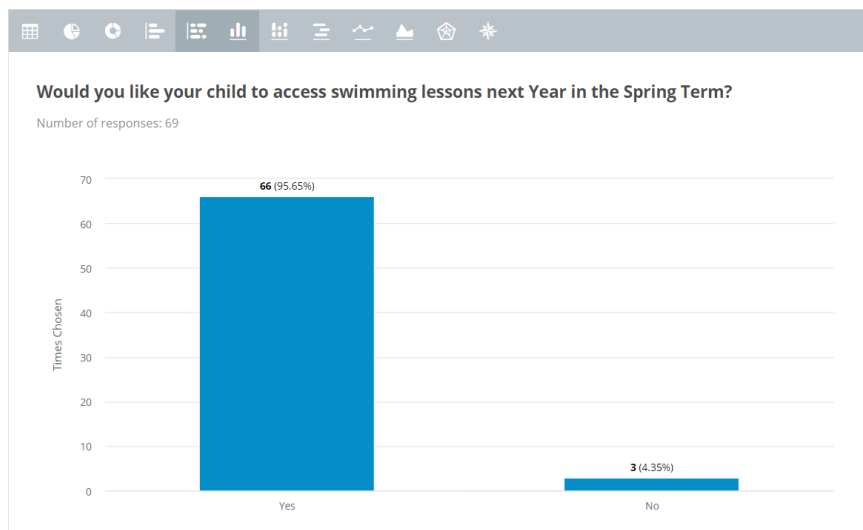 Would you like your child to access swimming lessons next Year in the Spring Term?
Number of responses: 69
70
60
50
40
30
20
10
0
Times Chosen
66 (95.65%)
3 (4.35%)
Yes
No